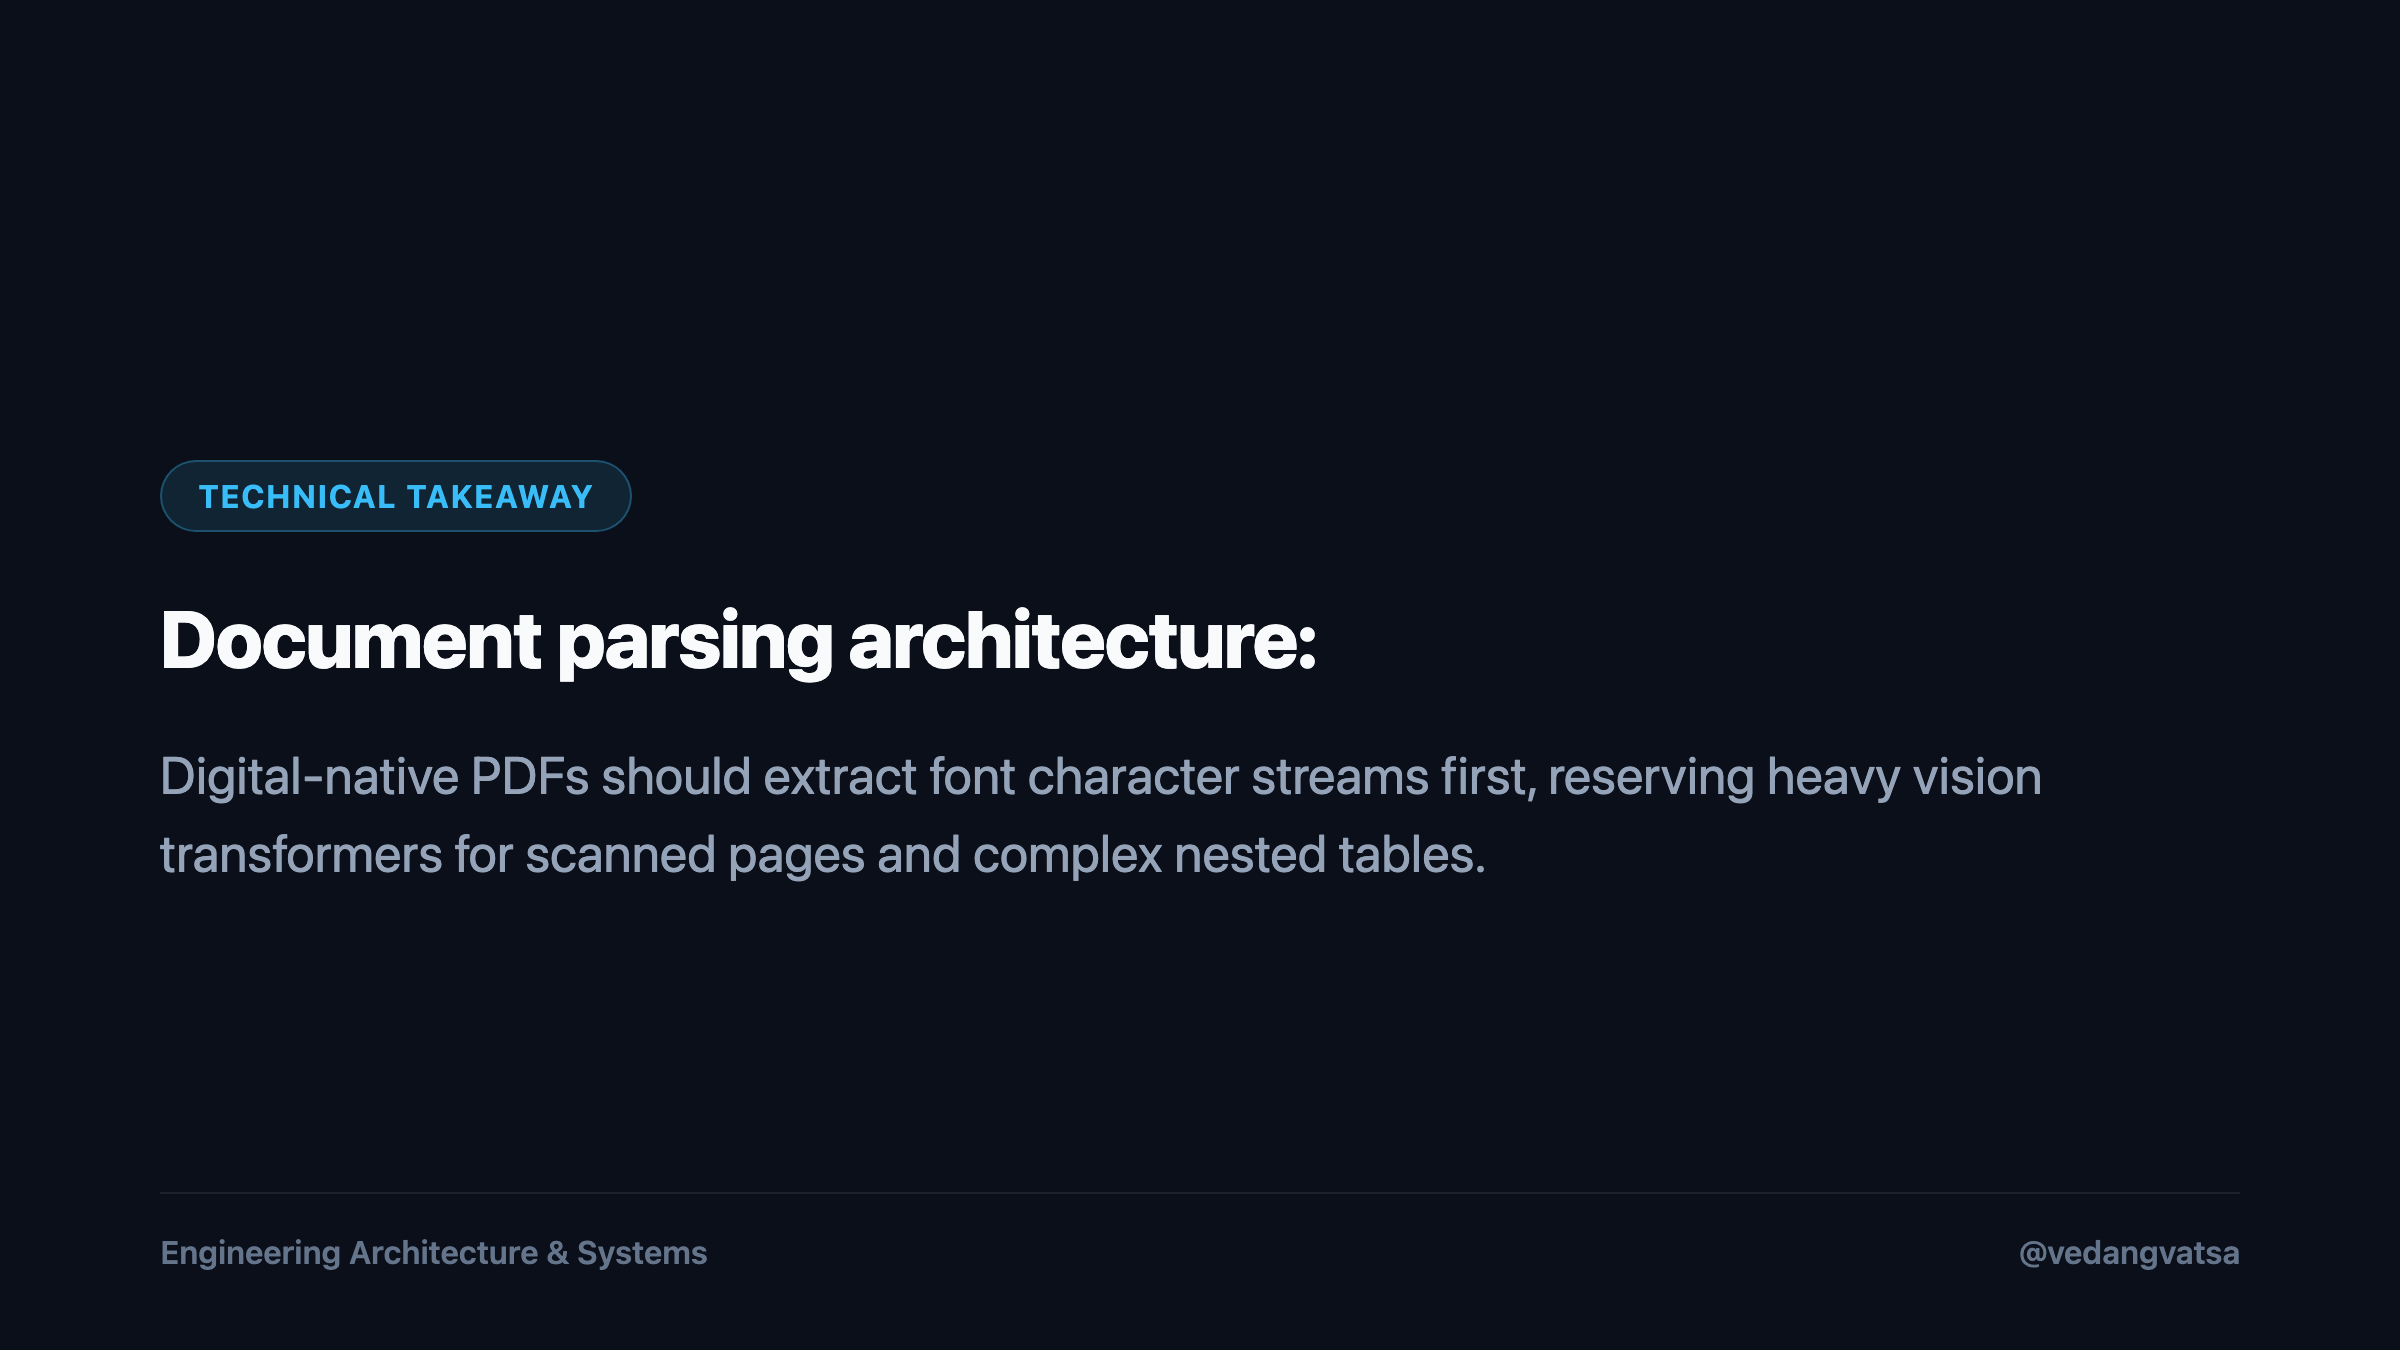 TECHNICAL TAKEAWAY
Document parsing architecture:
Digital-native PDFs should extract font character streams first, reserving heavy vision
transformers for scanned pages and complex nested tables.
Engineering Architecture & Systems
@vedangvatsa